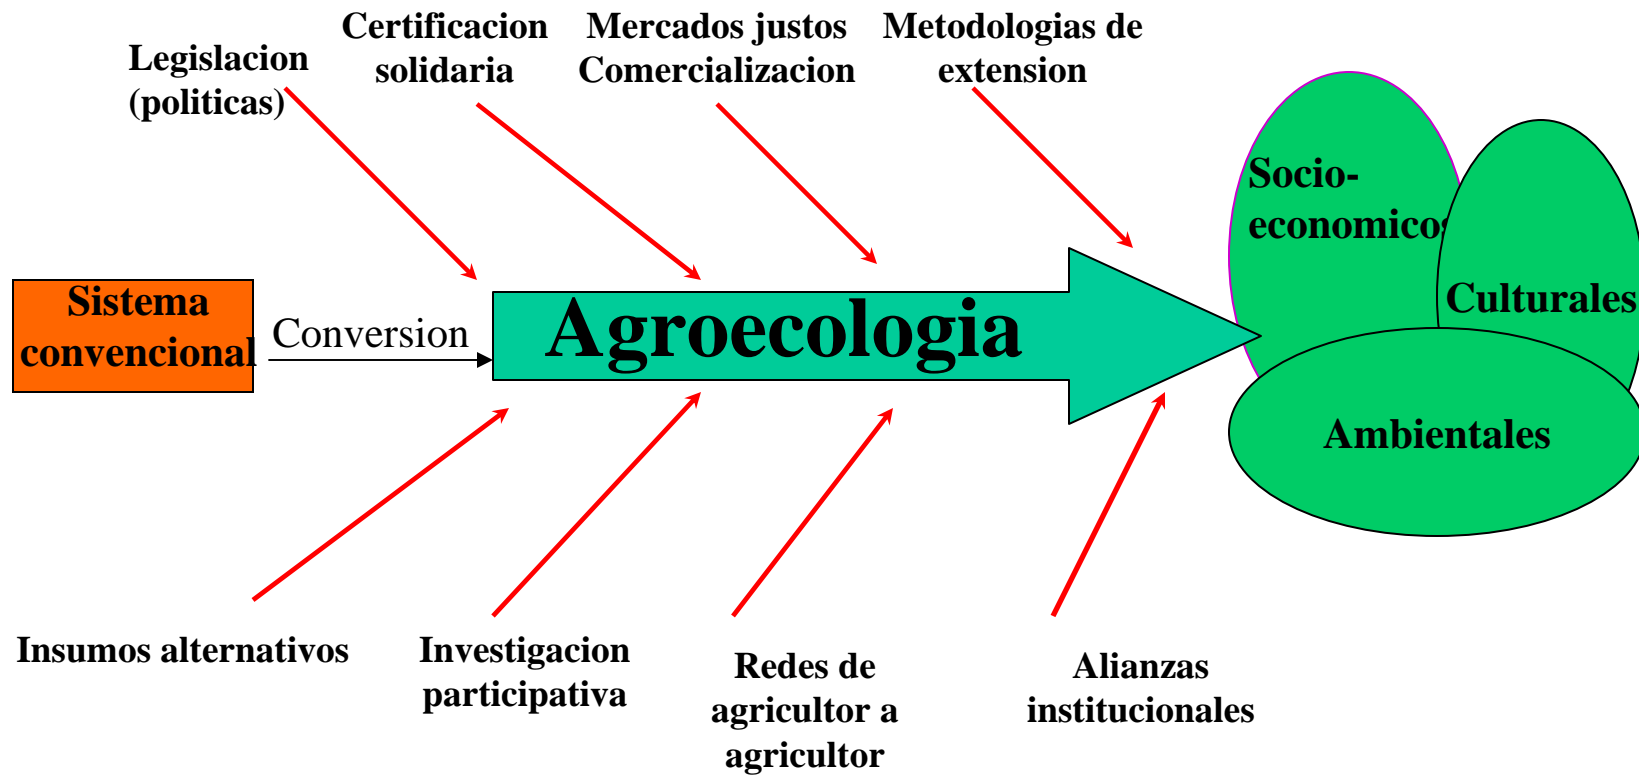 Legislacion
(politicas)
Certificacion
solidaria
Mercados justos
Comercializacion
Metodologias de
extension
Sistema
convencional
Conversion
Agroecologia
Socio-
economicos
Culturales
Ambientales
Insumos alternativos
Investigacion
participativa
Redes de
agricultor a
agricultor
Alianzas
institucionales